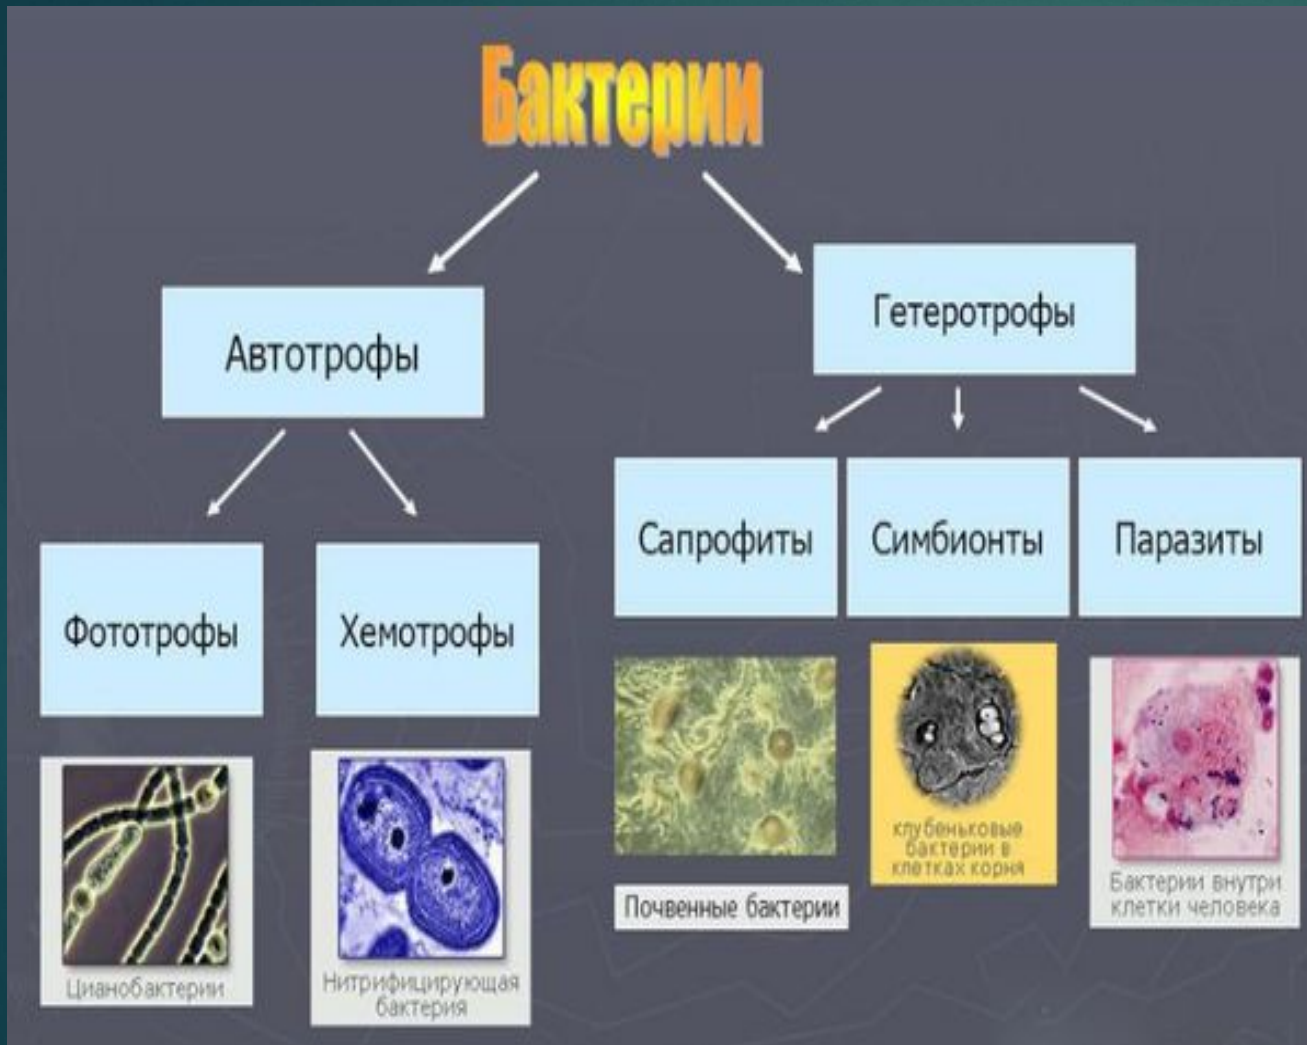 Бактерии
Автотрофы
Гетеротрофы
Фототрофы
Хемотрофы
Сапрофиты
Симбионты
Паразиты
Цианобактерии
Нитрифицирующая
бактерия
Почвенные бактерии
клубеньковые
бактерии в
клетках корня
Бактерии внутри
клетки человека